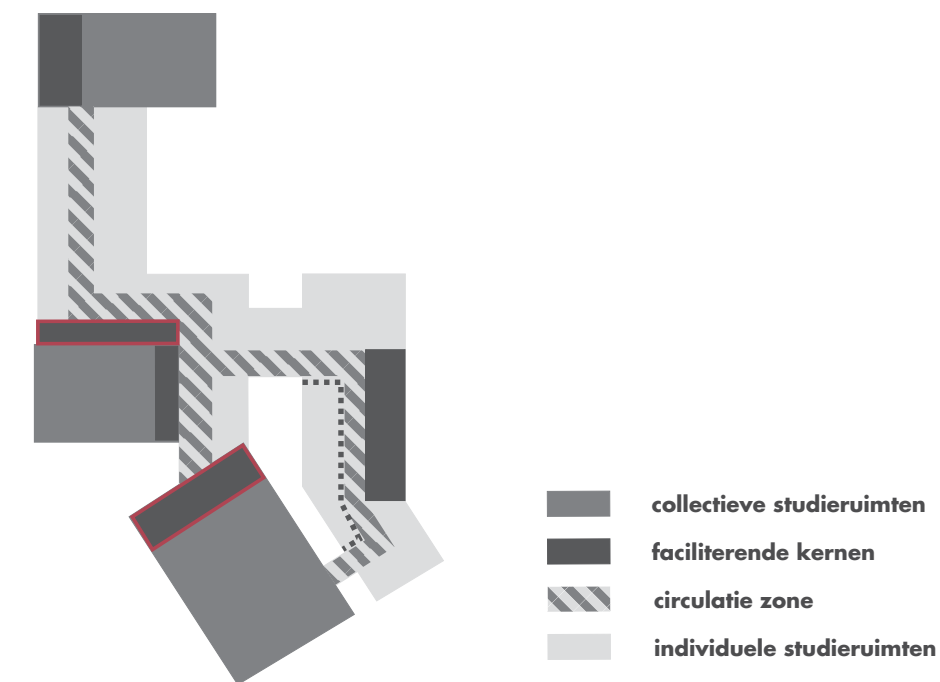 collectieve studieruimten
faciliterende kernen
circulatie zone
individuele studieruimten